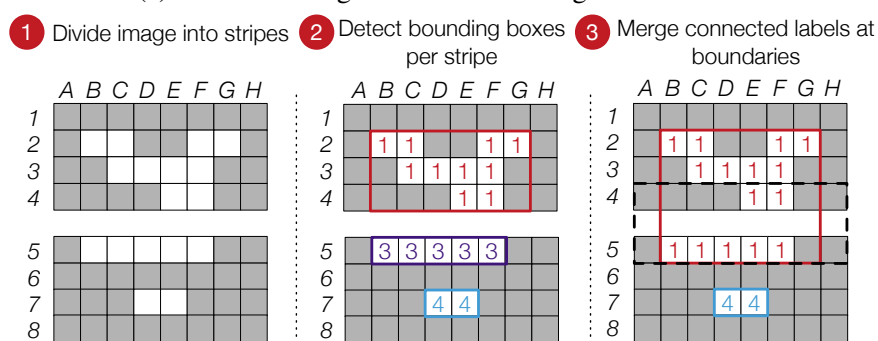 1 Divide image into stripes
2 Detect bounding boxes per stripe
3 Merge connected labels at boundaries
A B C D E F G H
1
2
3
4
5
6
7
8
A B C D E F G H
1
2 1 1 1 1
3 1 1 1 1
4 1 1
5 3 3 3 3 3
6
7 4 4
8
A B C D E F G H
1
2 1 1 1 1
3 1 1 1 1
4 1 1
5 1 1 1 1 1
6
7 4 4
8